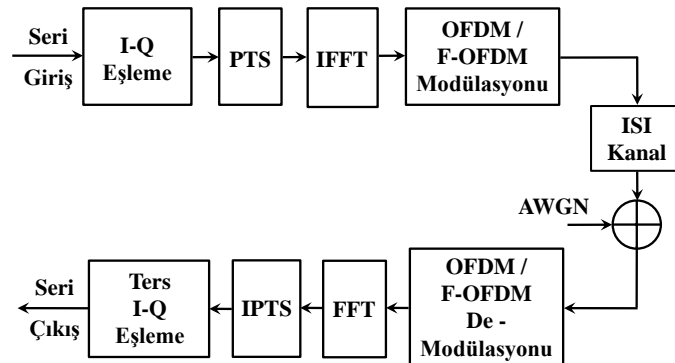 Seri
Giriş
I-Q
Eşleme
PTS
IFFT
OFDM /
F-OFDM
Modülasyonu
ISI
Kanal
AWGN
OFDM /
F-OFDM
De -
Modülasyonu
FFT
IPTS
Ters
I-Q
Eşleme
Seri
Çıkış